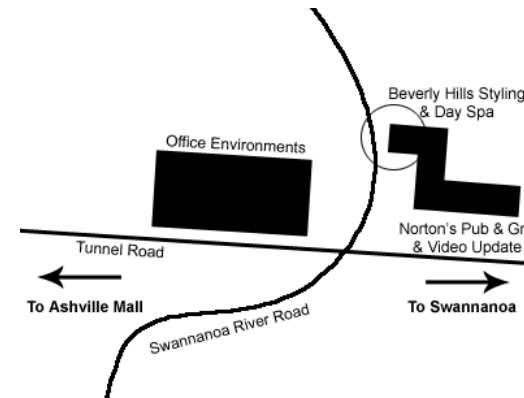 Beverly Hills Styling
& Day Spa
Office Environments
Norton's Pub & Gr
& Video Update
Tunnel Road
To Ashville Mall
To Swannanoa
Swannanoa River Road